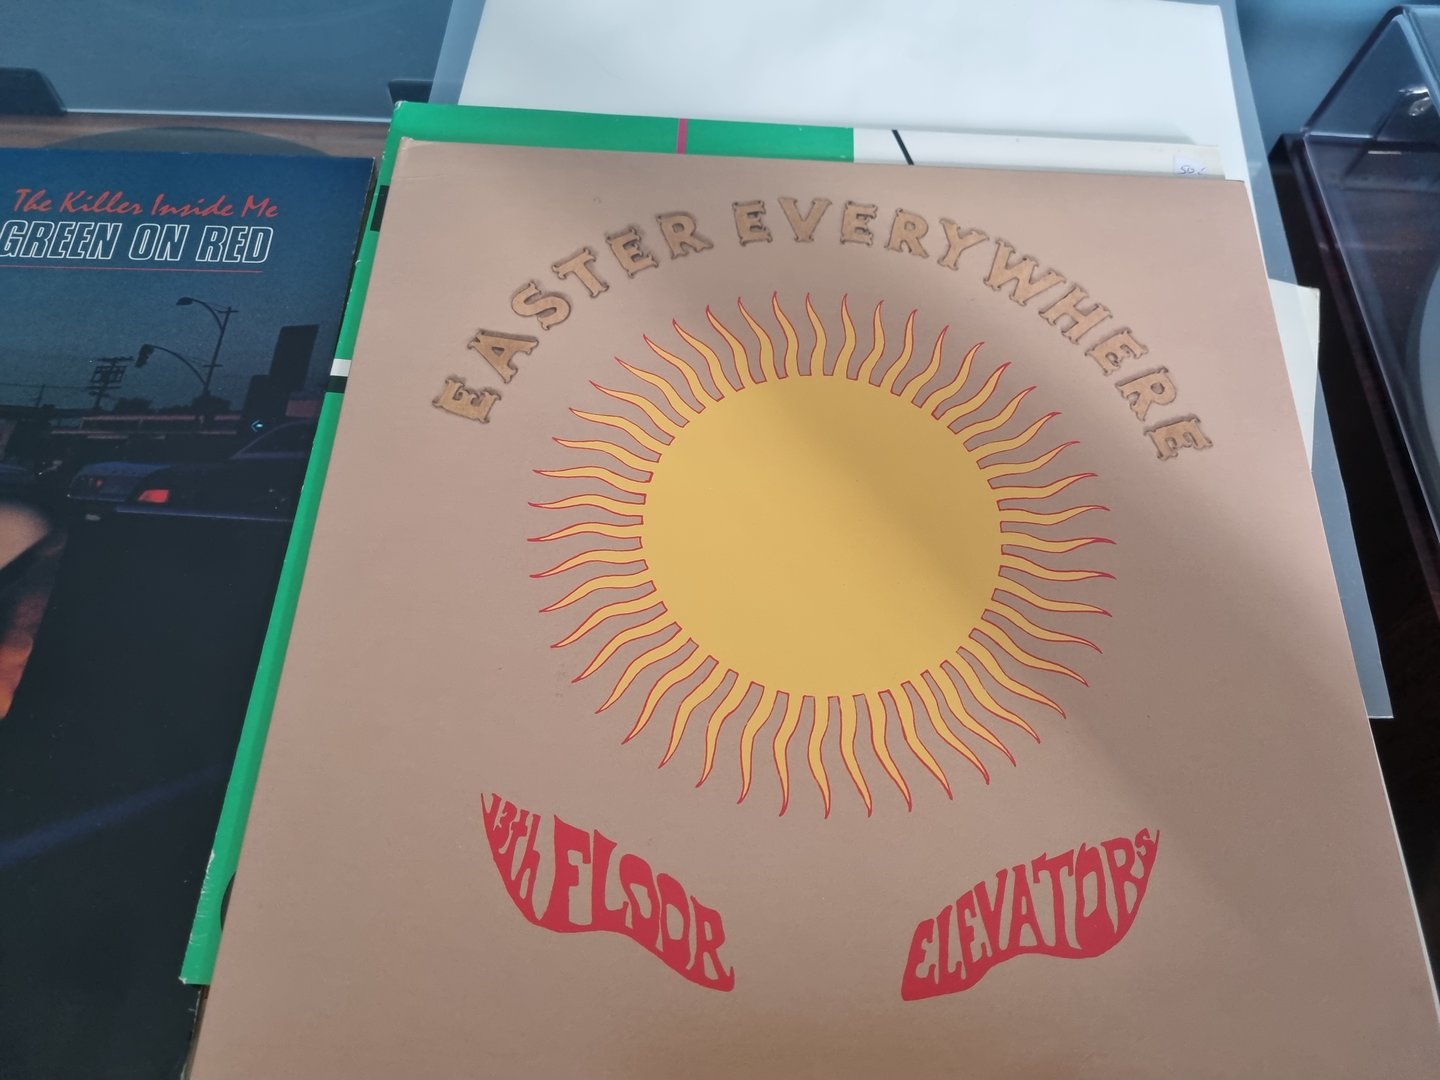 The Killer Inside Me
GREEN ON RED
EASTER EVERYWHERE
13th FLOOR
ELEVATORS